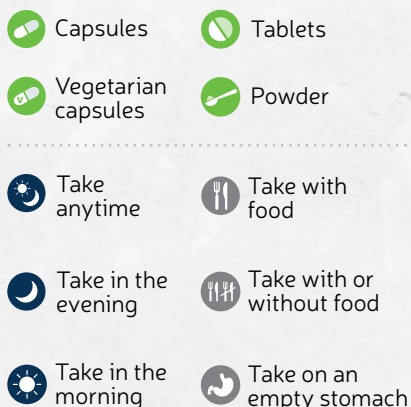 Capsules
Tablets
Vegetarian
capsules
Powder
Take
anytime
Take with
food
Take in the
evening
Take with or
without food
Take in the
morning
Take on an
empty stomach